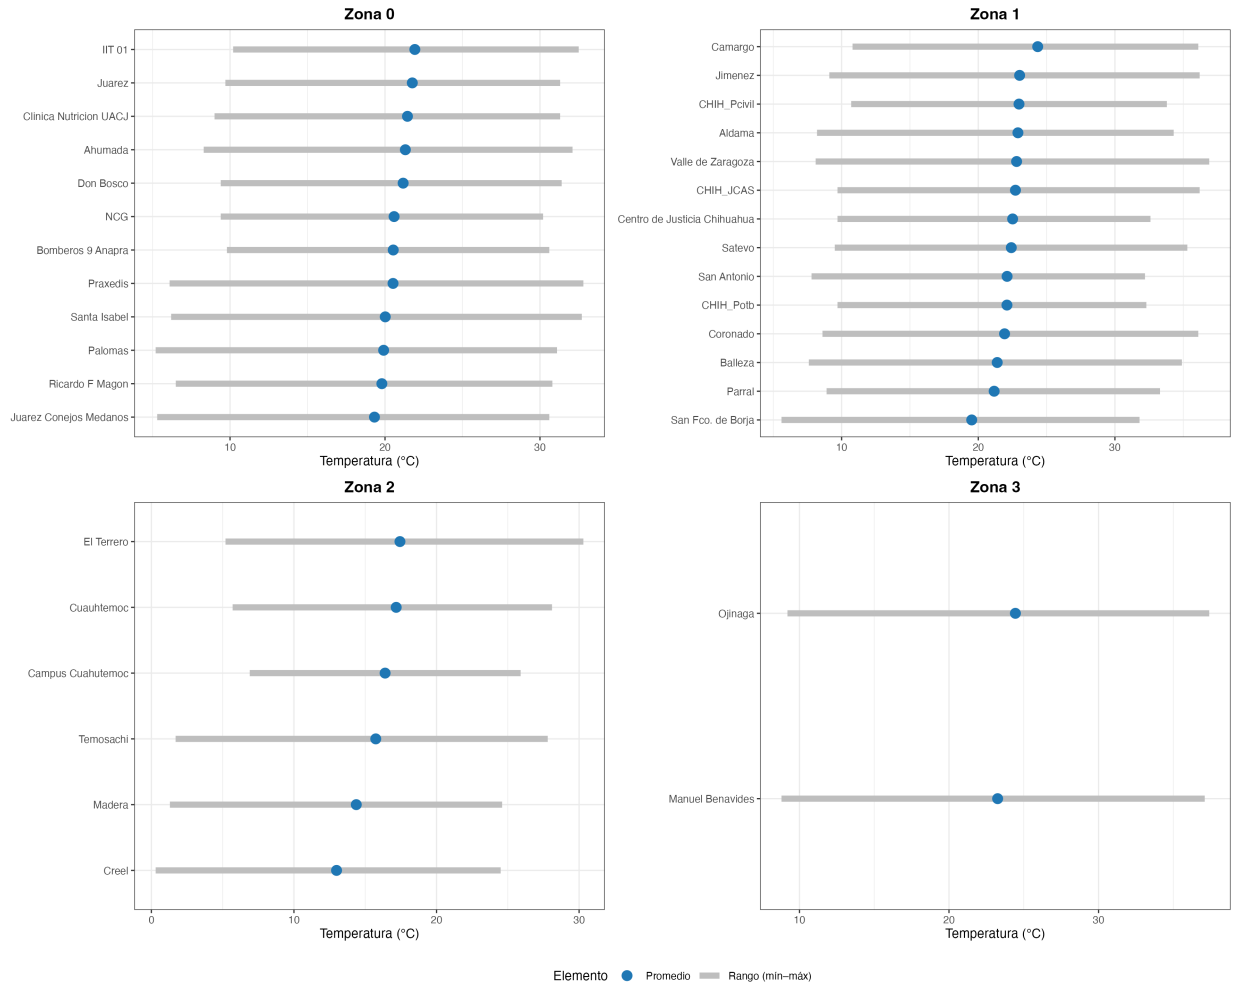 Zona 0
IIT 01
Juarez
Clinica Nutricion UACJ
Ahumada
Don Bosco
NCG
Bomberos 9 Anapra
Praxedis
Santa Isabel
Palomas
Ricardo F Magon
Juarez Conejos Medanos
10 20 30
Temperatura (°C)
Zona 1
Camargo
Jimenez
CHIH_Pcivil
Aldama
Valle de Zaragoza
CHIH_JCAS
Centro de Justicia Chihuahua
Satevo
San Antonio
CHIH_Potb
Coronado
Balleza
Parral
San Fco. de Borja
10 20 30
Temperatura (°C)
Zona 2
El Terrero
Cuauhtemoc
Campus Cuahutemoc
Temosachi
Madera
Creel
0 10 20 30
Temperatura (°C)
Zona 3
Ojinaga
Manuel Benavides
10 20 30
Temperatura (°C)
Elemento Promedio Rango (mín–máx)